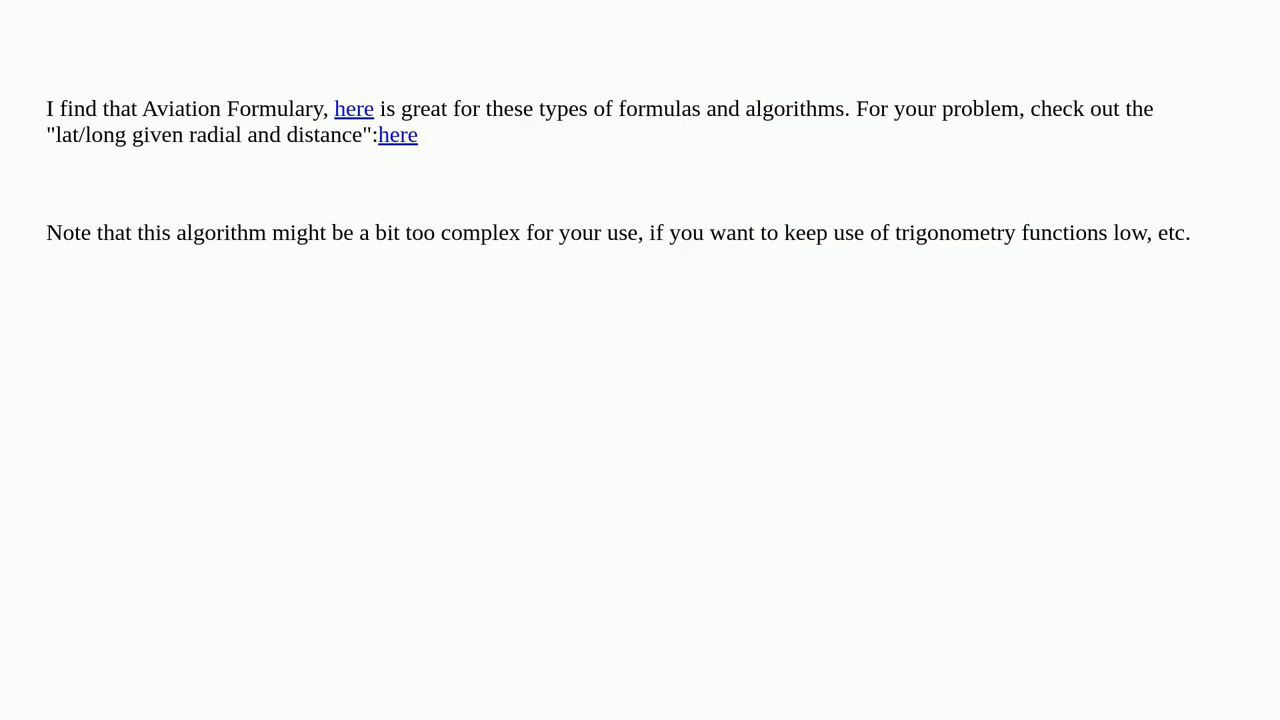 I find that Aviation Formulary, here is great for these types of formulas and algorithms. For your problem, check out the
"lat/long given radial and distance":here
Note that this algorithm might be a bit too complex for your use, if you want to keep use of trigonometry functions low, etc.